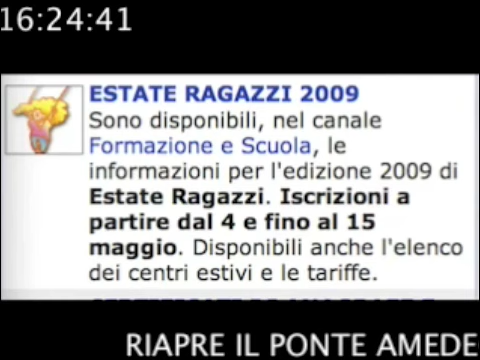 16:24:41
ESTATE RAGAZZI 2009
Sono disponibili, nel canale
Formazione e Scuola, le
informazioni per l'edizione 2009 di
Estate Ragazzi. Iscrizioni a
partire dal 4 e fino al 15
maggio. Disponibili anche l'elenco
dei centri estivi e le tariffe.
RIAPRE IL PONTE AMEDE